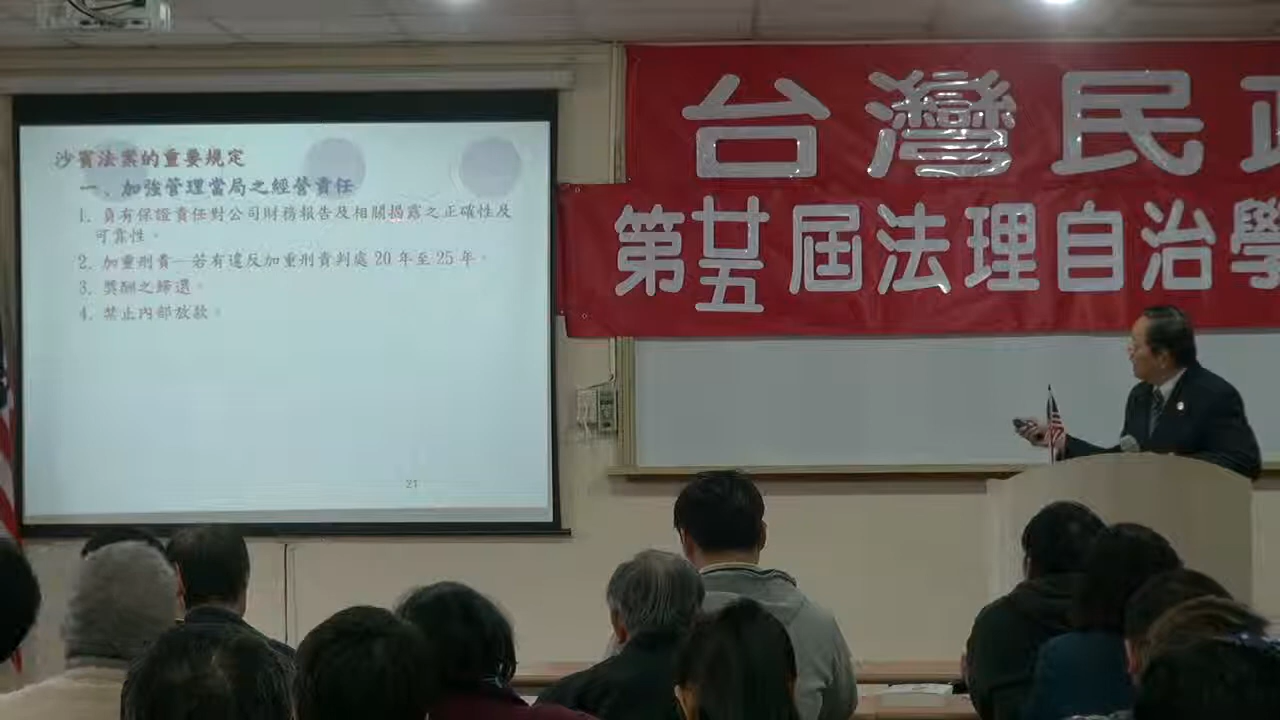 沙賓法案的重要規定
一、加強管理當局之經營責任
1. 負有保證責任對公司財務報告及相關揭露之正確性及
可靠性。
2. 加重刑責—若有違反加重刑責判處 20 年至 25 年。
3. 獎酬之歸還。
4. 禁止內部放款。
21
台灣民政
第廿五屆法理自治學